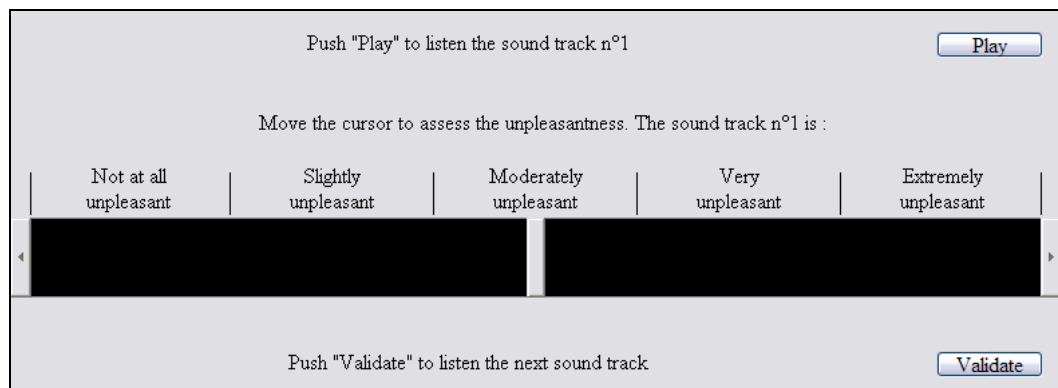 Push "Play" to listen the sound track n°1 Play
Move the cursor to assess the unpleasantness. The sound track n°1 is :
Not at all Slightly Moderately Very Extremely
unpleasant unpleasant unpleasant unpleasant unpleasant
Push "Validate" to listen the next sound track Validate